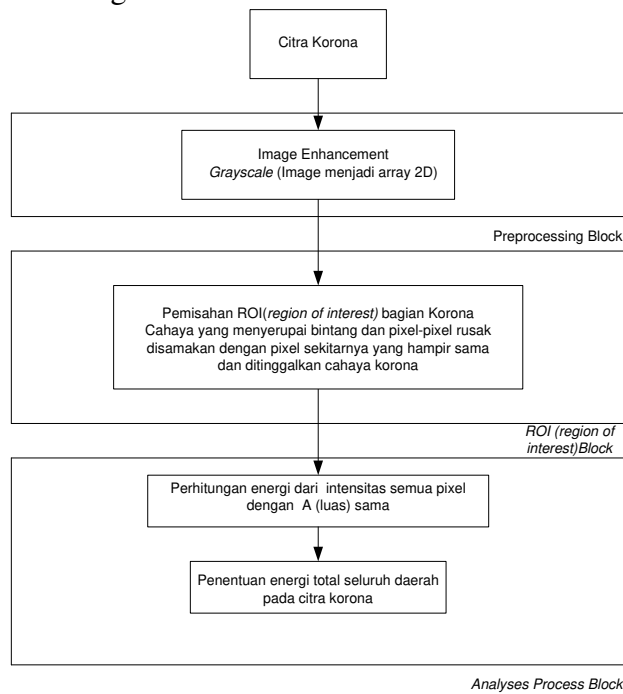 Citra Korona
Image Enhancement
Grayscale (Image menjadi array 2D)
Preprocessing Block
Pemisahan ROI(region of interest) bagian Korona
Cahaya yang menyerupai bintang dan pixel-pixel rusak
disamakan dengan pixel sekitarnya yang hampir sama
dan ditinggalkan cahaya korona
ROI (region of
interest)Block
Perhitungan energi dari intensitas semua pixel
dengan A (luas) sama
Penentuan energi total seluruh daerah
pada citra korona
Analyses Process Block